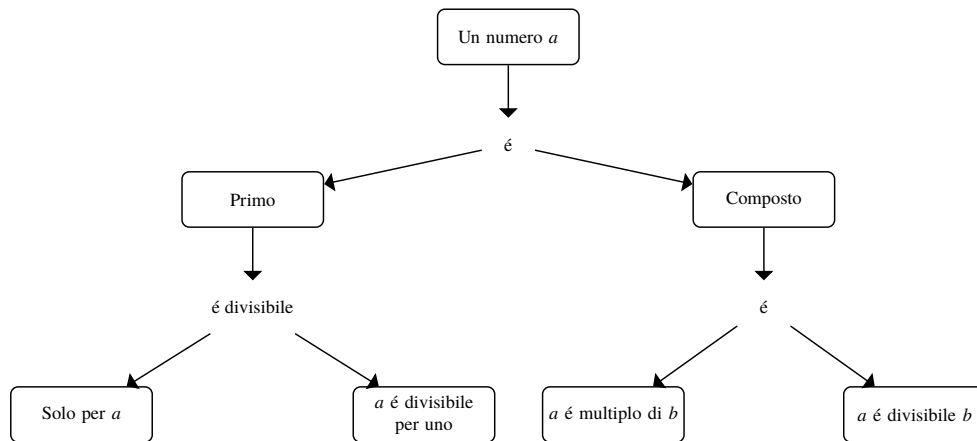 Un numero a
é
Primo
Composto
é divisibile
é
Solo per a
a é divisibile
per uno
a é multiplo di b
a é divisibile b